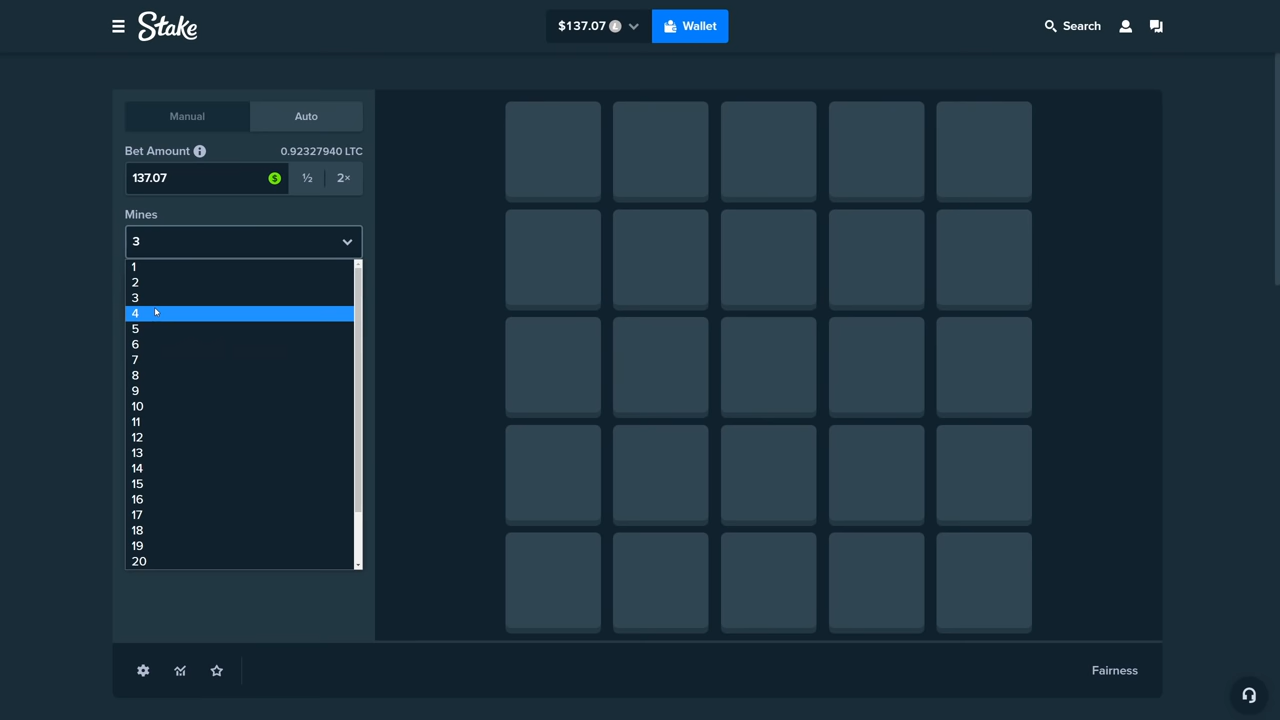 Stake
$137.07
Wallet
Search
Manual
Auto
Bet Amount
0.92327940 LTC
137.07
$
½
2×
Mines
3
1
2
3
4
5
6
7
8
9
10
11
12
13
14
15
16
17
18
19
20
Fairness